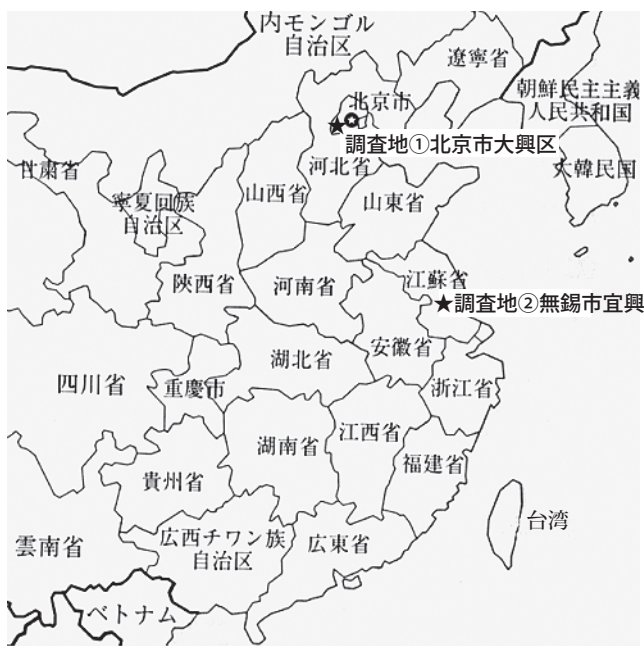 内モンゴル
自治区
遼寧省
朝鮮民主主義
人民共和国
北京市
★調査地①北京市大興区
甘粛省
河北省
大韓民国
山西省
寧夏回族
自治区
山東省
陝西省
河南省
江蘇省
★調査地②無錫市宜興
安徽省
湖北省
四川省
重慶市
浙江省
湖南省
江西省
福建省
貴州省
雲南省
広西チワン族
自治区
広東省
台湾
ベトナム